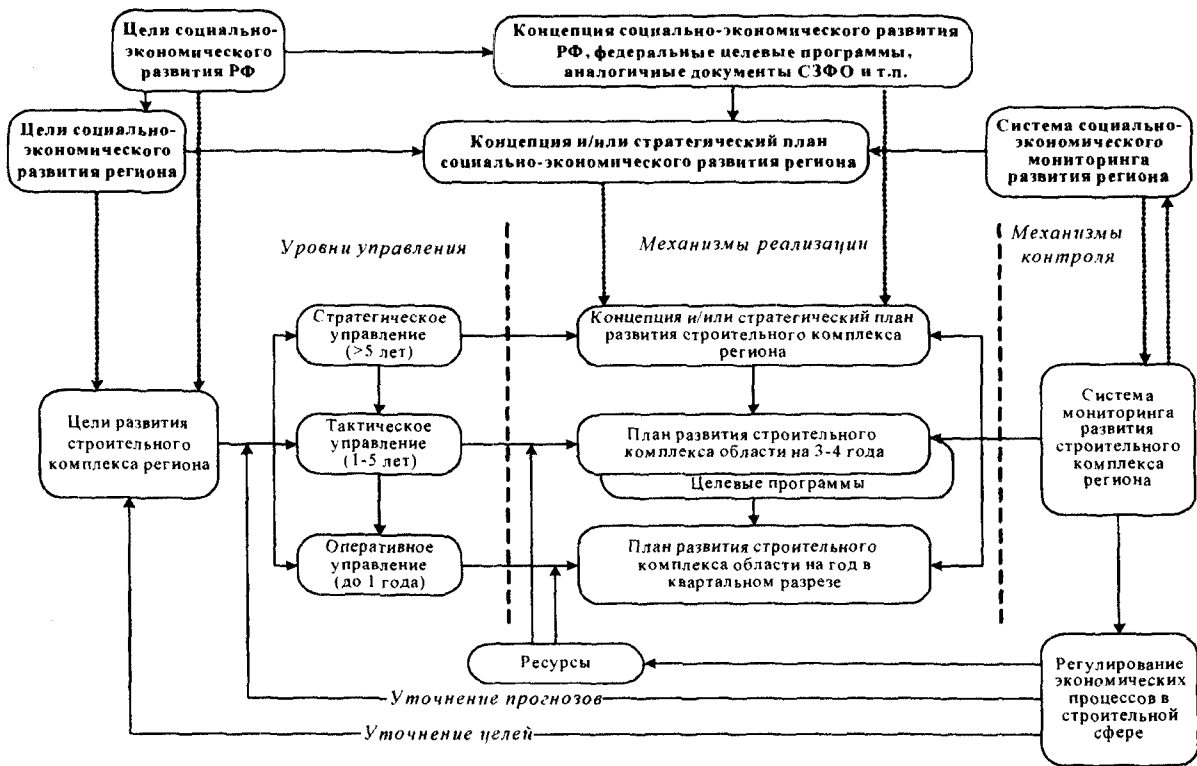 Цели социально-
экономического
развития РФ
Концепция социально-экономического развития
РФ, федеральные целевые программы,
аналогичные документы СЗФО и т.п.
Цели социально-
экономического
развития региона
Концепция и/или стратегический план
социально-экономического развития региона
Система социально-
экономического
мониторинга
развития региона
Уровни управления
Механизмы реализации
Механизмы
контроля
Стратегическое
управление
(>5 лет)
Концепция и/или стратегический план
развития строительного комплекса
региона
Цели развития
строительного
комплекса региона
Тактическое
управление
(1-5 лет)
План развития строительного
комплекса области на 3-4 года
Целевые программы
Система
мониторинга
развития
строительного
комплекса
региона
Оперативное
управление
(до 1 года)
План развития строительного
комплекса области на год в
квартальном разрезе
Ресурсы
Регулирование
экономических
процессов в
строительной
сфере
Уточнение прогнозов
Уточнение целей